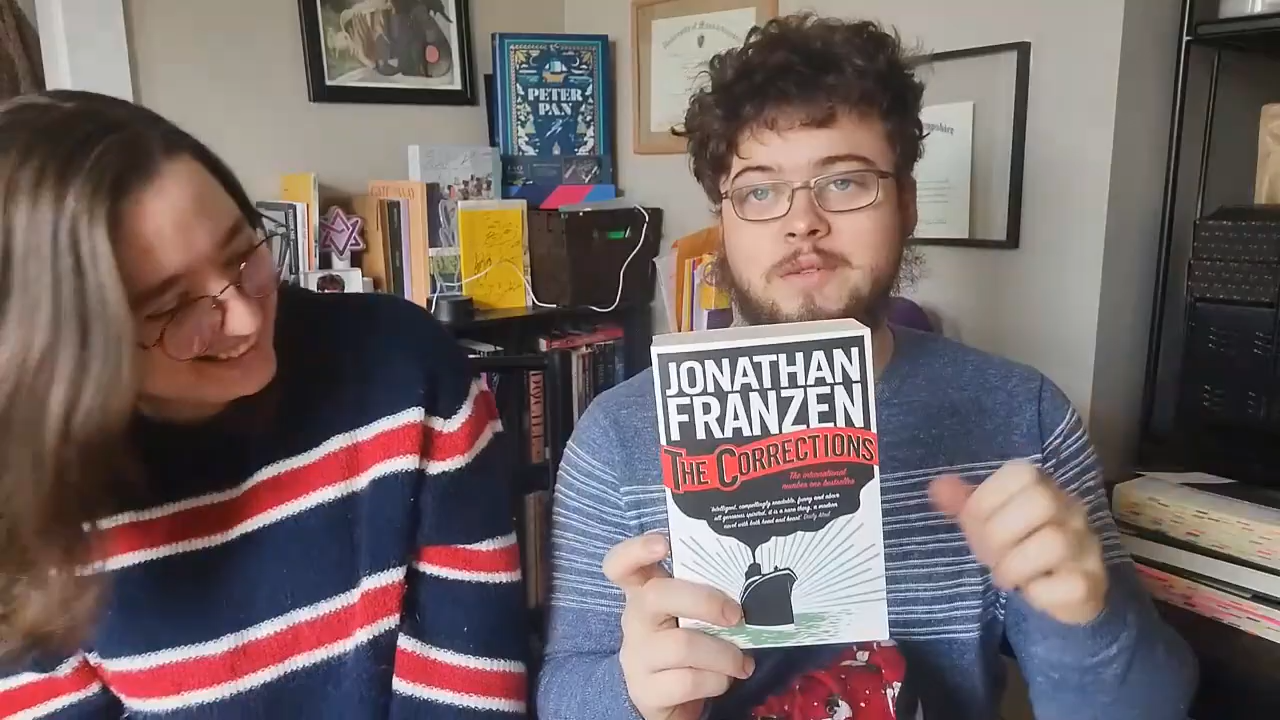 PETER
PAN
JONATHAN
FRANZEN
THE CORRECTIONS
The international
number one bestseller
'Intelligent, compellingly readable, funny and above
all generous spirited, it is a rare thing, a modern
novel with both head and heart' Daily Mail